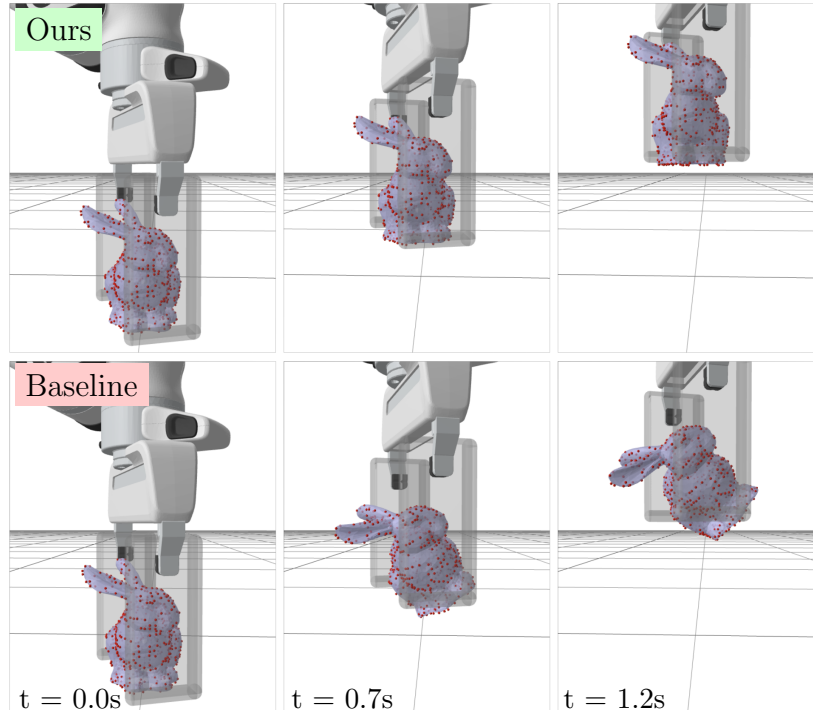 Ours
Baseline
t = 0.0s
t = 0.7s
t = 1.2s